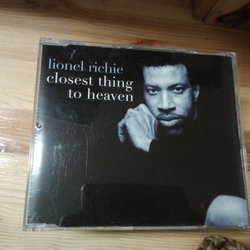 lionel richie
closest thing
to heaven